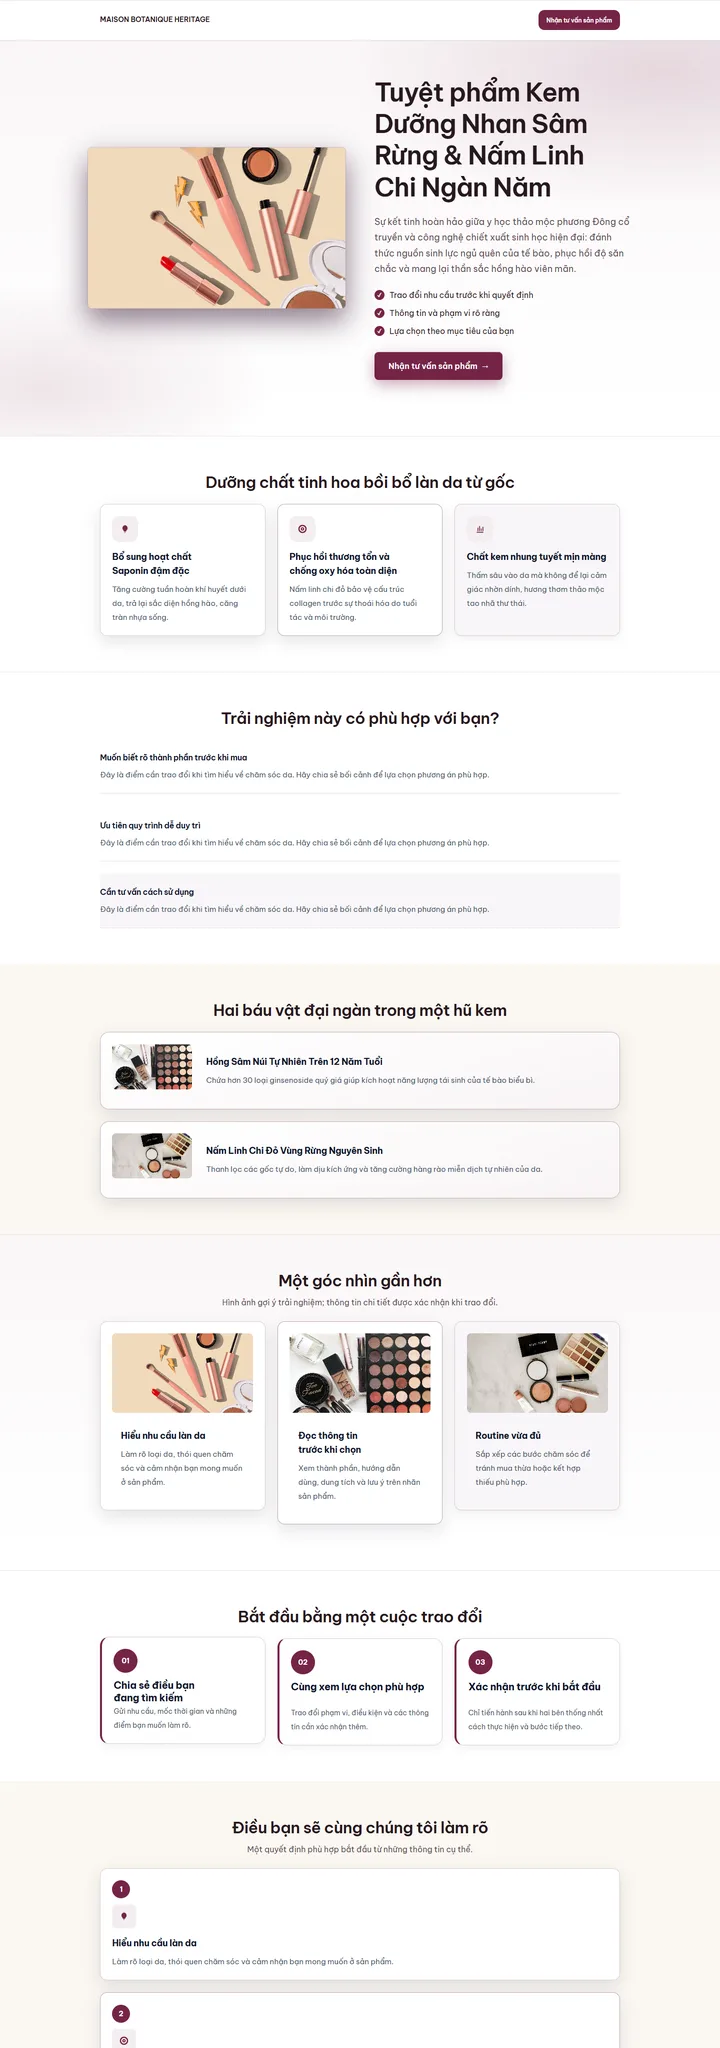 MAISON BOTANIQUE HERITAGE
Nhận tư vấn sản phẩm
Tuyệt phẩm Kem
Dưỡng Nhan Sâm
Rừng & Nấm Linh
Chi Ngàn Năm
Sự kết tinh hoàn hảo giữa y học thảo mộc phương Đông cổ
truyền và công nghệ chiết xuất sinh học hiện đại: đánh
thức nguồn sinh lực ngủ quên của tế bào, phục hồi độ săn
chắc và mang lại thần sắc hồng hào viên mãn.
Trao đổi nhu cầu trước khi quyết định
Thông tin và phạm vi rõ ràng
Lựa chọn theo mục tiêu của bạn
Nhận tư vấn sản phẩm →
Dưỡng chất tinh hoa bồi bổ làn da từ gốc
Bổ sung hoạt chất
Saponin đậm đặc
Tăng cường tuần hoàn khí huyết dưới
da, trả lại sắc diện hồng hào, căng
tràn nhựa sống.
Phục hồi thương tổn và
chống oxy hóa toàn diện
Nấm linh chi đỏ bảo vệ cấu trúc
collagen trước sự thoái hóa do tuổi
tác và môi trường.
Chất kem nhung tuyết mịn màng
Thấm sâu vào da mà không để lại cảm
giác nhờn dính, hương thơm thảo mộc
tao nhã thư thái.
Trải nghiệm này có phù hợp với bạn?
Muốn biết rõ thành phần trước khi mua
Đây là điểm cần trao đổi khi tìm hiểu về chăm sóc da. Hãy chia sẻ bối cảnh để lựa chọn phương án phù hợp.
Ưu tiên quy trình dễ duy trì
Đây là điểm cần trao đổi khi tìm hiểu về chăm sóc da. Hãy chia sẻ bối cảnh để lựa chọn phương án phù hợp.
Cần tư vấn cách sử dụng
Đây là điểm cần trao đổi khi tìm hiểu về chăm sóc da. Hãy chia sẻ bối cảnh để lựa chọn phương án phù hợp.
Hai báu vật đại ngàn trong một hũ kem
Hồng Sâm Núi Tự Nhiên Trên 12 Năm Tuổi
Chứa hơn 30 loại ginsenoside quý giá giúp kích hoạt năng lượng tái sinh của tế bào biểu bì.
Nấm Linh Chi Đỏ Vùng Rừng Nguyên Sinh
Thanh lọc các gốc tự do, làm dịu kích ứng và tăng cường hàng rào miễn dịch tự nhiên của da.
Một góc nhìn gần hơn
Hình ảnh gợi ý trải nghiệm; thông tin chi tiết được xác nhận khi trao đổi.
Hiểu nhu cầu làn da
Làm rõ loại da, thói quen chăm
sóc và cảm nhận bạn mong muốn
ở sản phẩm.
Đọc thông tin
trước khi chọn
Xem thành phần, hướng dẫn
dùng, dung tích và lưu ý trên nhãn
sản phẩm.
Routine vừa đủ
Sắp xếp các bước chăm sóc để
tránh mua thừa hoặc kết hợp
thiếu phù hợp.
Bắt đầu bằng một cuộc trao đổi
01
Chia sẻ điều bạn
đang tìm kiếm
Gửi nhu cầu, mốc thời gian và những
điểm bạn muốn làm rõ.
02
Cùng xem lựa chọn phù hợp
Trao đổi phạm vi, điều kiện và các thông
tin cần xác nhận thêm.
03
Xác nhận trước khi bắt đầu
Chỉ tiến hành sau khi hai bên thống nhất
cách thực hiện và bước tiếp theo.
Điều bạn sẽ cùng chúng tôi làm rõ
Một quyết định phù hợp bắt đầu từ những thông tin cụ thể.
1
Hiểu nhu cầu làn da
Làm rõ loại da, thói quen chăm sóc và cảm nhận bạn mong muốn ở sản phẩm.
2